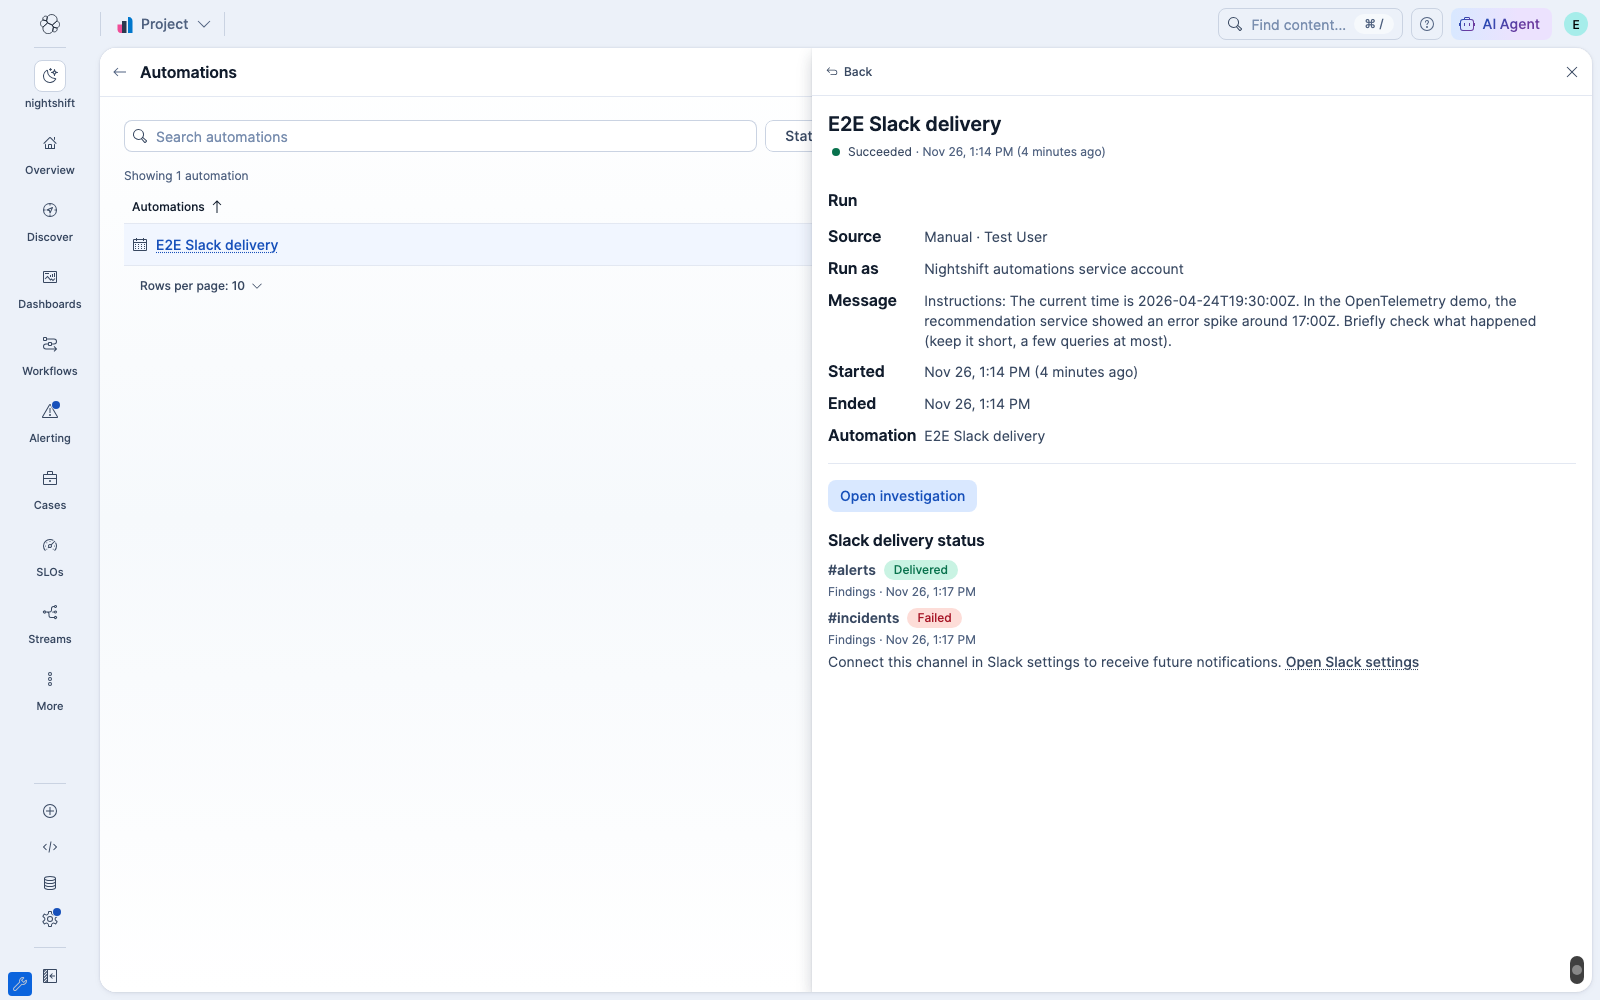 Project
Find content...
⌘ /
AI Agent
E
nightshift
Overview
Discover
Dashboards
Workflows
Alerting
Cases
SLOs
Streams
More
Automations
Search automations
Stat
Showing 1 automation
Automations
E2E Slack delivery
Rows per page: 10
Back
E2E Slack delivery
Succeeded · Nov 26, 1:14 PM (4 minutes ago)
Run
Source Manual · Test User
Run as Nightshift automations service account
Message Instructions: The current time is 2026-04-24T19:30:00Z. In the OpenTelemetry demo, the
recommendation service showed an error spike around 17:00Z. Briefly check what happened
(keep it short, a few queries at most).
Started Nov 26, 1:14 PM (4 minutes ago)
Ended Nov 26, 1:14 PM
Automation E2E Slack delivery
Open investigation
Slack delivery status
#alerts Delivered
Findings · Nov 26, 1:17 PM
#incidents Failed
Findings · Nov 26, 1:17 PM
Connect this channel in Slack settings to receive future notifications. Open Slack settings